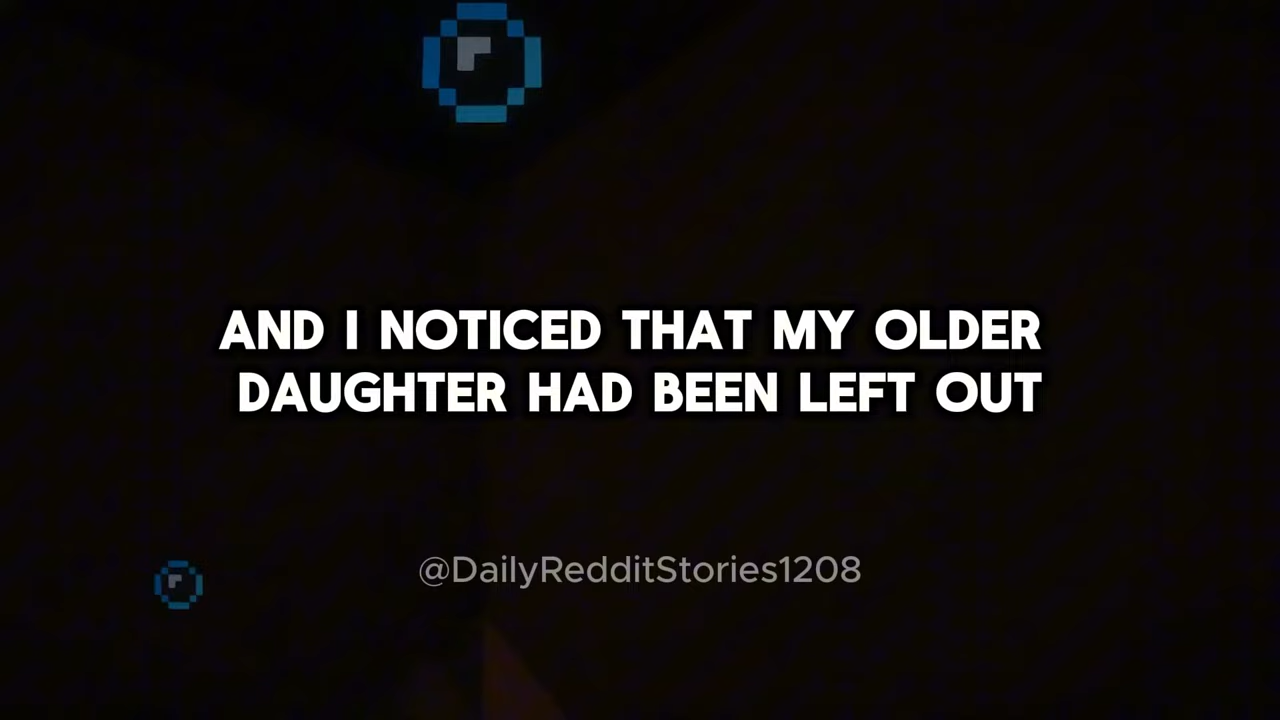 AND I NOTICED THAT MY OLDER
DAUGHTER HAD BEEN LEFT OUT
@DailyRedditStories1208